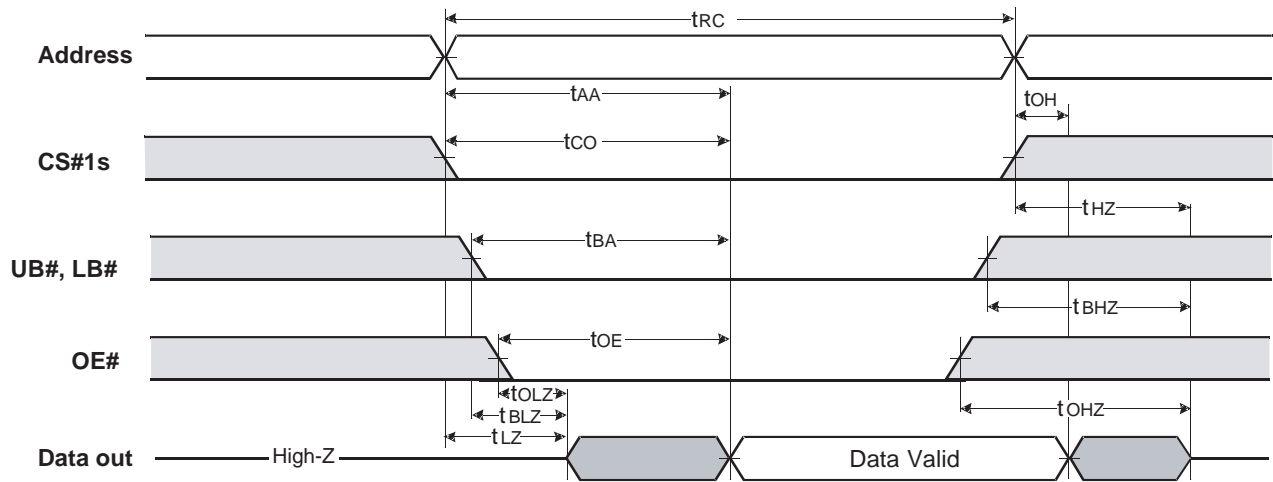 tRC
Address
tAA
tOH
tCO
CS#1s
tHZ
tBA
UB#, LB#
tBHZ
tOE
OE#
tOLZ
tOHZ
tBLZ
tLZ
Data out
High-Z
Data Valid